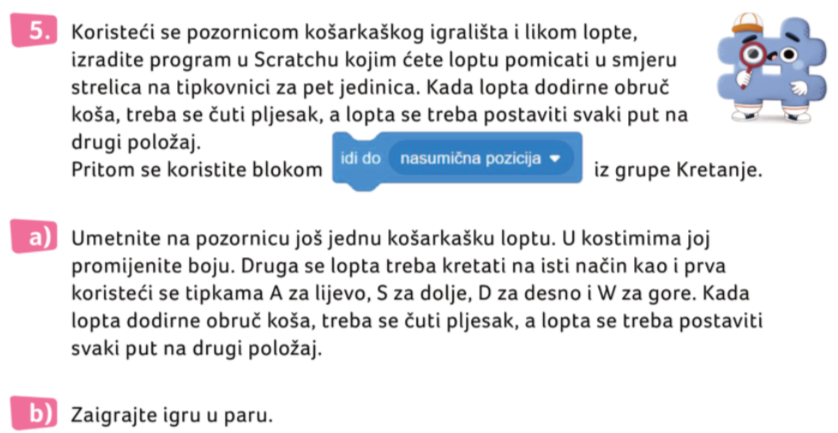 5. Koristeći se pozornicom košarkaškog igrališta i likom lopte,
izradite program u Scratchu kojim ćete loptu pomicati u smjeru
strelica na tipkovnici za pet jedinica. Kada lopta dodirne obruč
koša, treba se čuti pljesak, a lopta se treba postaviti svaki put na
drugi položaj.
Pritom se koristite blokom idi do nasumična pozicija iz grupe Kretanje.
a) Umetnite na pozornicu još jednu košarkašku loptu. U kostimima joj
promijenite boju. Druga se lopta treba kretati na isti način kao i prva
koristeći se tipkama A za lijevo, S za dolje, D za desno i W za gore. Kada
lopta dodirne obruč koša, treba se čuti pljesak, a lopta se treba postaviti
svaki put na drugi položaj.
b) Zaigrajte igru u paru.